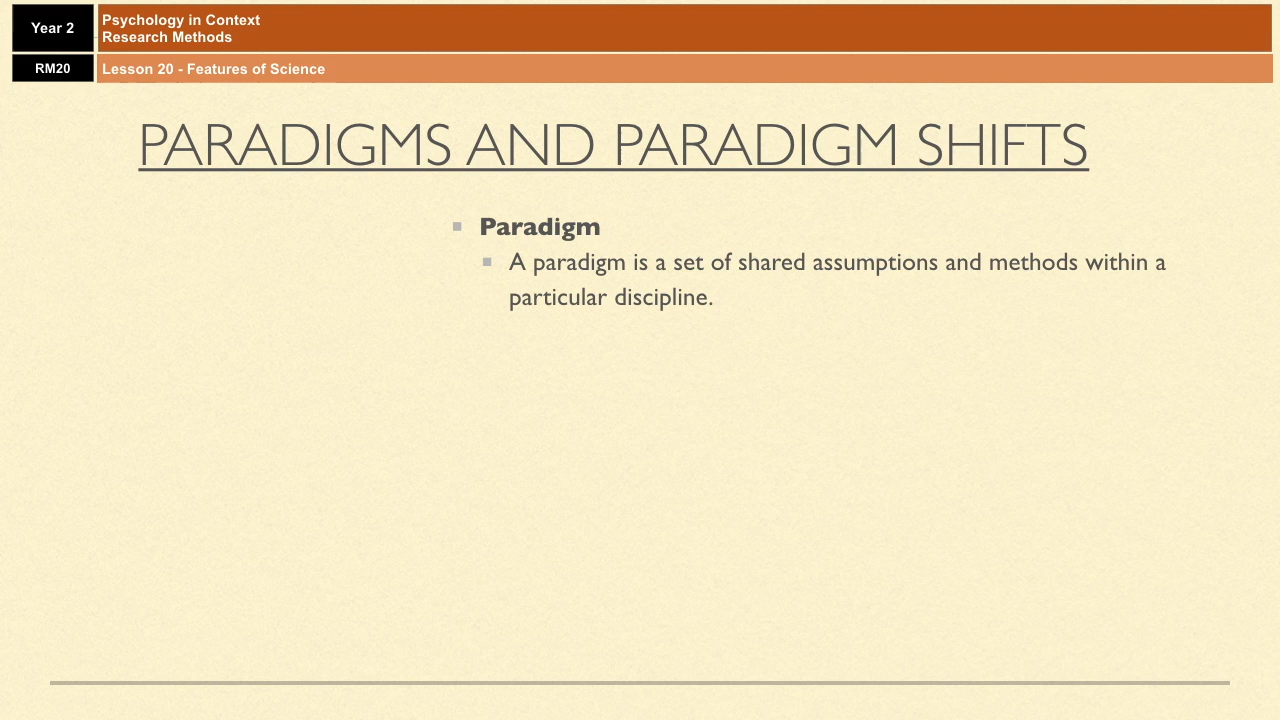 Year 2
Psychology in Context
Research Methods
RM20
Lesson 20 - Features of Science
PARADIGMS AND PARADIGM SHIFTS
Paradigm
A paradigm is a set of shared assumptions and methods within a
particular discipline.